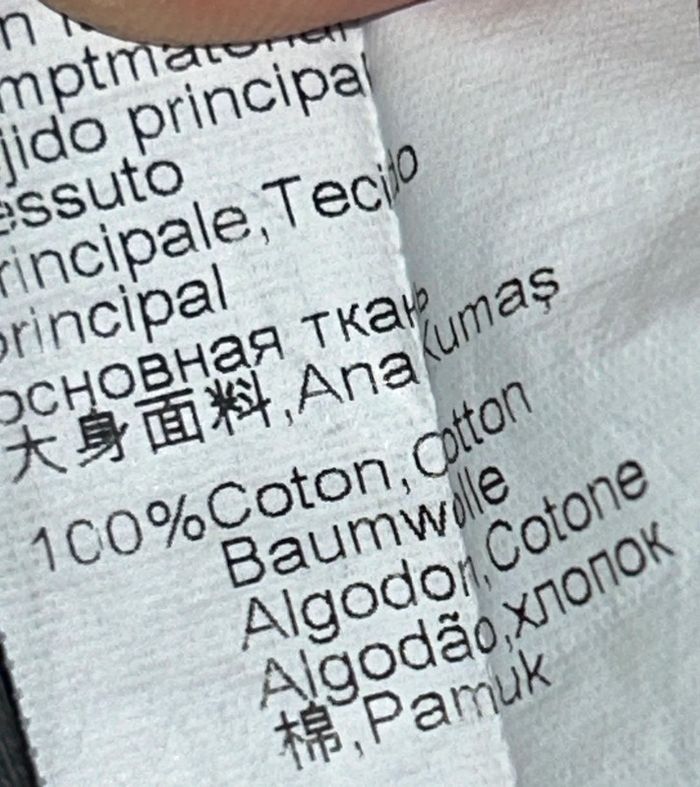 jido principal
essuto
rincipale,Tecido
principal
основная ткань
大身面料,Ana Kumaş
100%Coton,Cotton
Baumwolle
Algodon,Cotone
Algodão,хлопок
棉,Pamuk